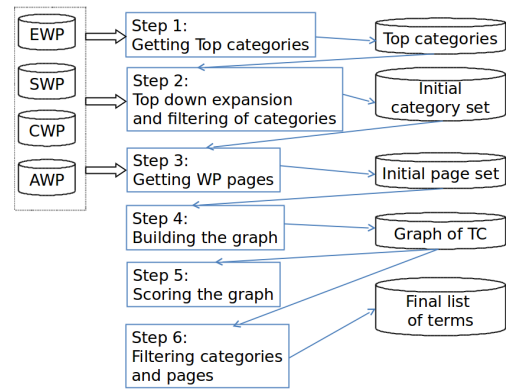 EWP
SWP
CWP
AWP
Step 1:
Getting Top categories
Step 2:
Top down expansion
and filtering of categories
Step 3:
Getting WP pages
Step 4:
Building the graph
Step 5:
Scoring the graph
Step 6:
Filtering categories
and pages
Top categories
Initial
category set
Initial page set
Graph of TC
Final list
of terms